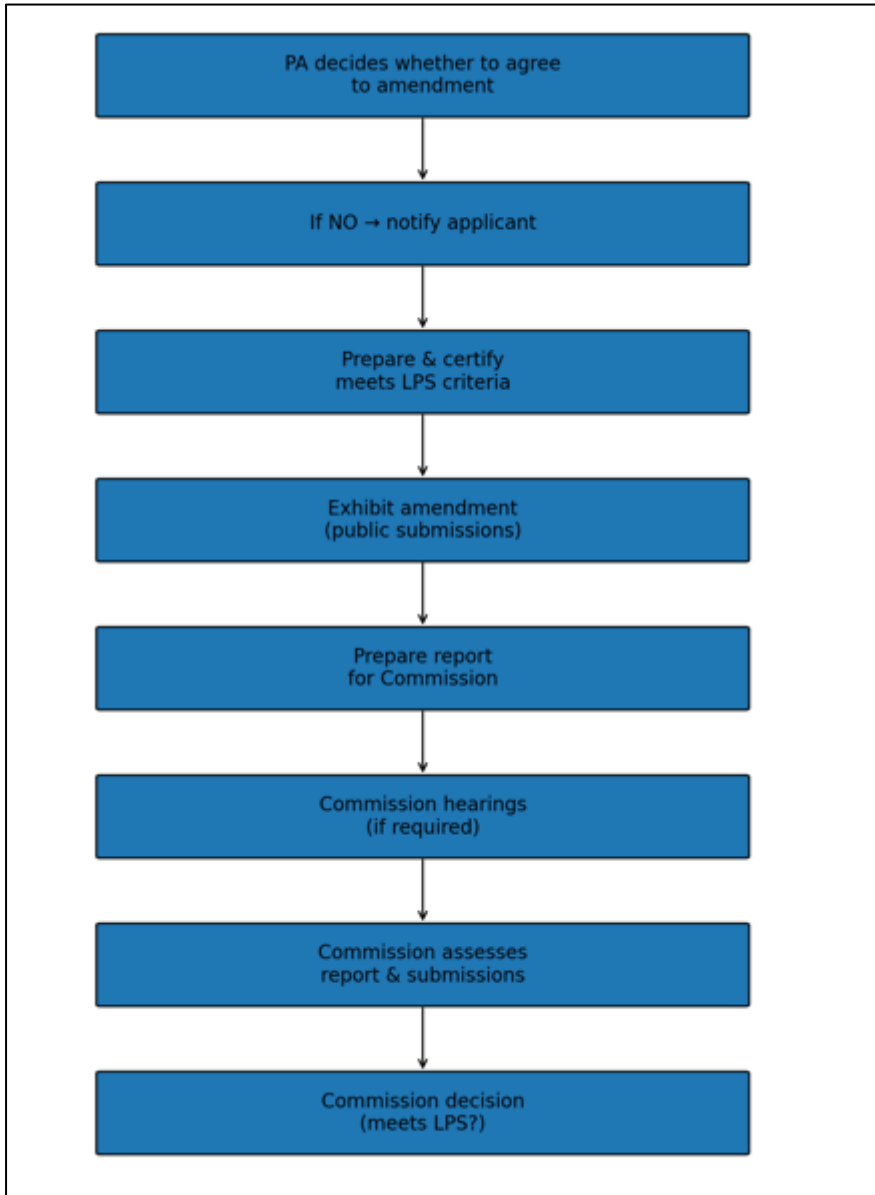 PA decides whether to agree
to amendment
If NO → notify applicant
Prepare & certify
meets LPS criteria
Exhibit amendment
(public submissions)
Prepare report
for Commission
Commission hearings
(if required)
Commission assesses
report & submissions
Commission decision
(meets LPS?)